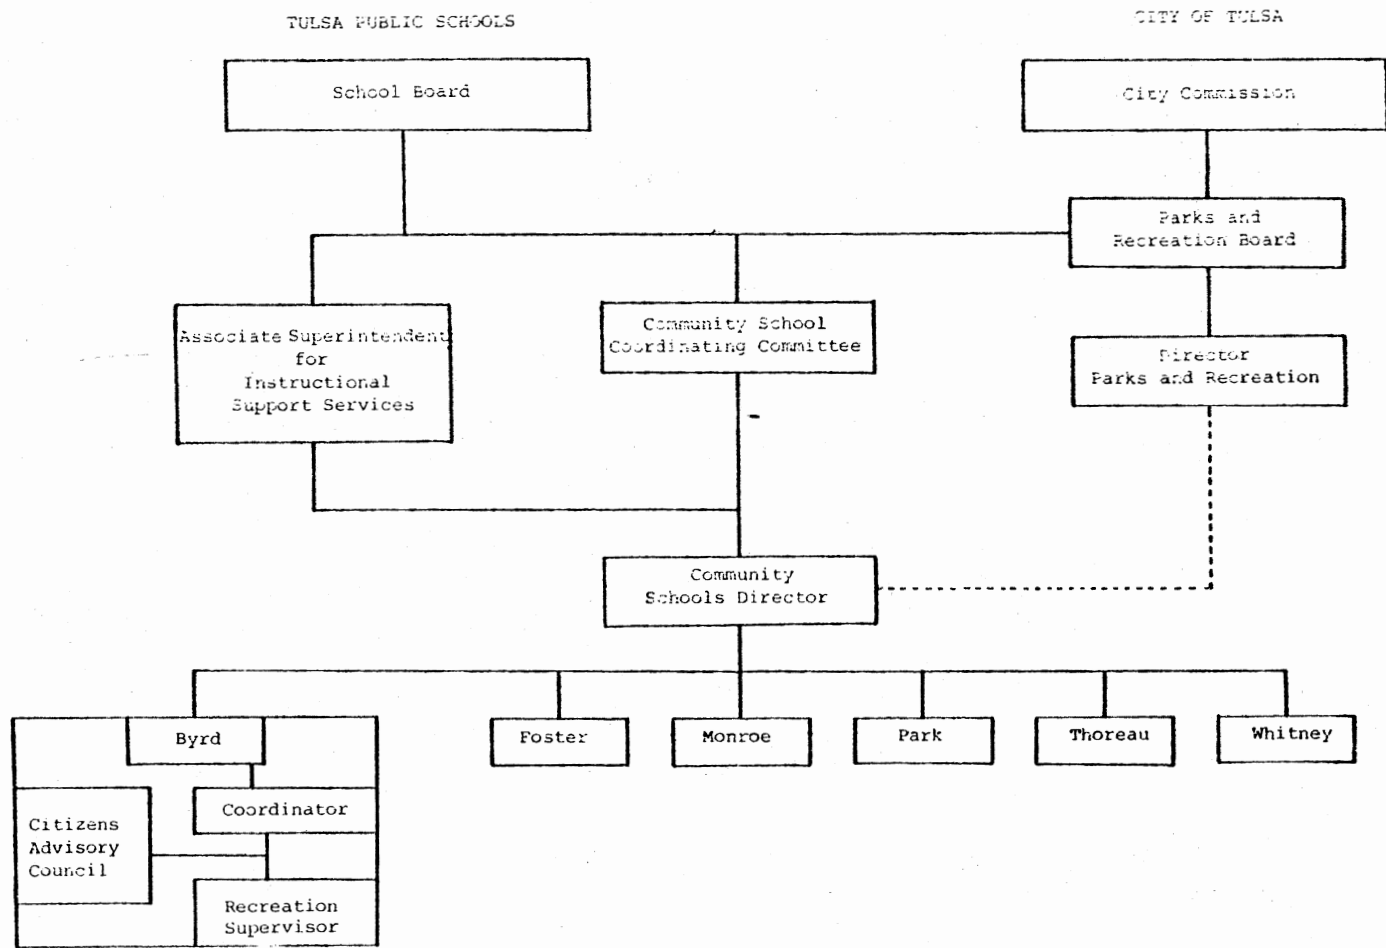 TULSA PUBLIC SCHOOLS
CITY OF TULSA
School Board
City Commission
Parks and
Recreation Board
Associate Superintendent
for
Instructional
Support Services
Community School
Coordinating Committee
Director
Parks and Recreation
Community
Schools Director
Byrd
Foster
Monroe
Park
Thoreau
Whitney
Coordinator
Citizens
Advisory
Council
Recreation
Supervisor